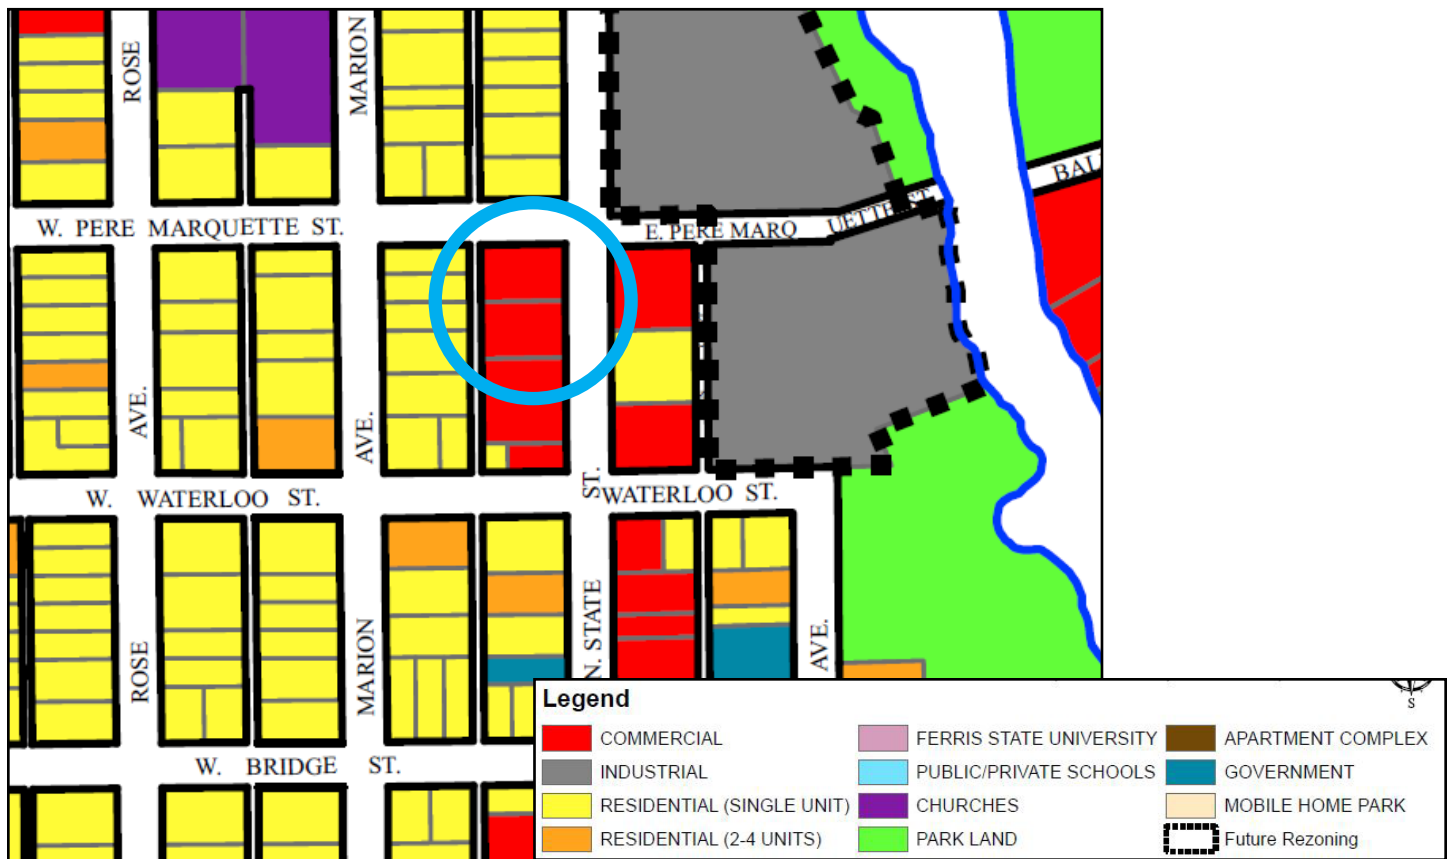 ROSE
MARION
BAL
W. PERE MARQUETTE ST.
E. PERE MARQ
UETTE ST.
AVE.
AVE.
W. WATERLOO ST.
ST.
WATERLOO ST.
ROSE
MARION
N. STATE
AVE.
W. BRIDGE ST.
S
Legend
COMMERCIAL
INDUSTRIAL
RESIDENTIAL (SINGLE UNIT)
RESIDENTIAL (2-4 UNITS)
FERRIS STATE UNIVERSITY
PUBLIC/PRIVATE SCHOOLS
CHURCHES
PARK LAND
APARTMENT COMPLEX
GOVERNMENT
MOBILE HOME PARK
Future Rezoning